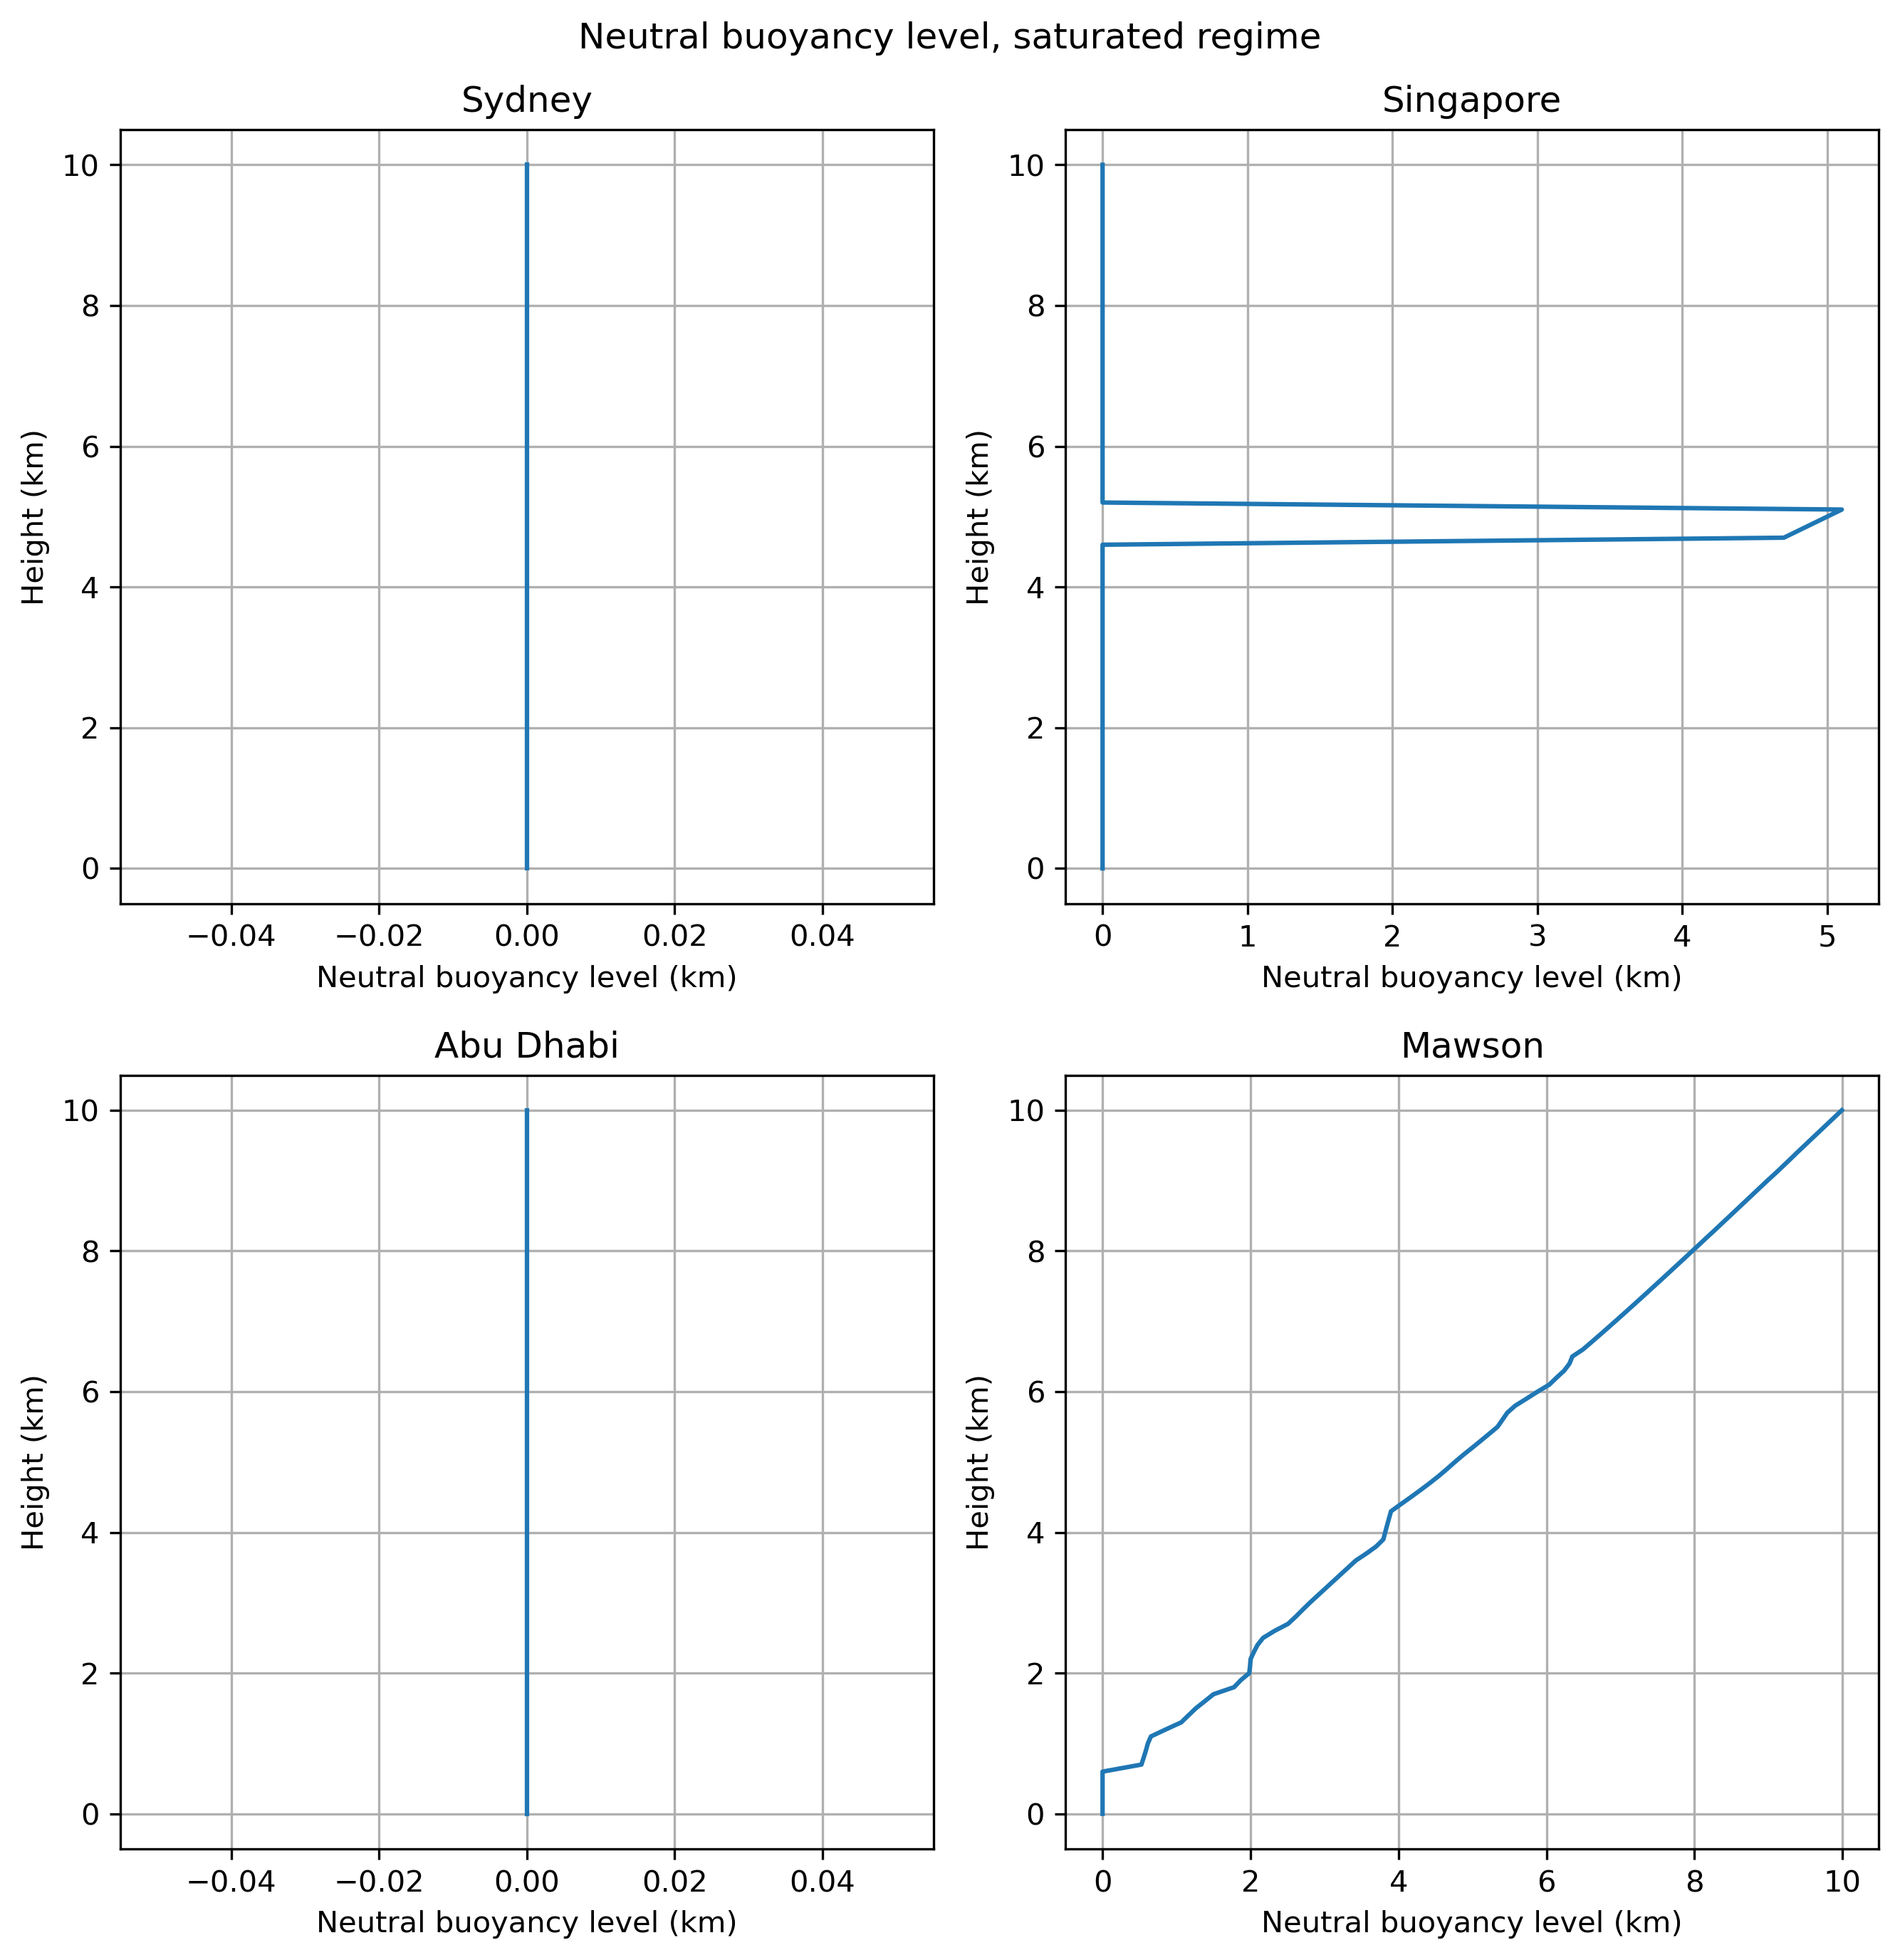 Neutral buoyancy level, saturated regime
Sydney
10
8
6
4
2
0
Height (km)
−0.04 −0.02 0.00 0.02 0.04
Neutral buoyancy level (km)
Singapore
10
8
6
4
2
0
Height (km)
0 1 2 3 4 5
Neutral buoyancy level (km)
Abu Dhabi
10
8
6
4
2
0
Height (km)
−0.04 −0.02 0.00 0.02 0.04
Neutral buoyancy level (km)
Mawson
10
8
6
4
2
0
Height (km)
0 2 4 6 8 10
Neutral buoyancy level (km)